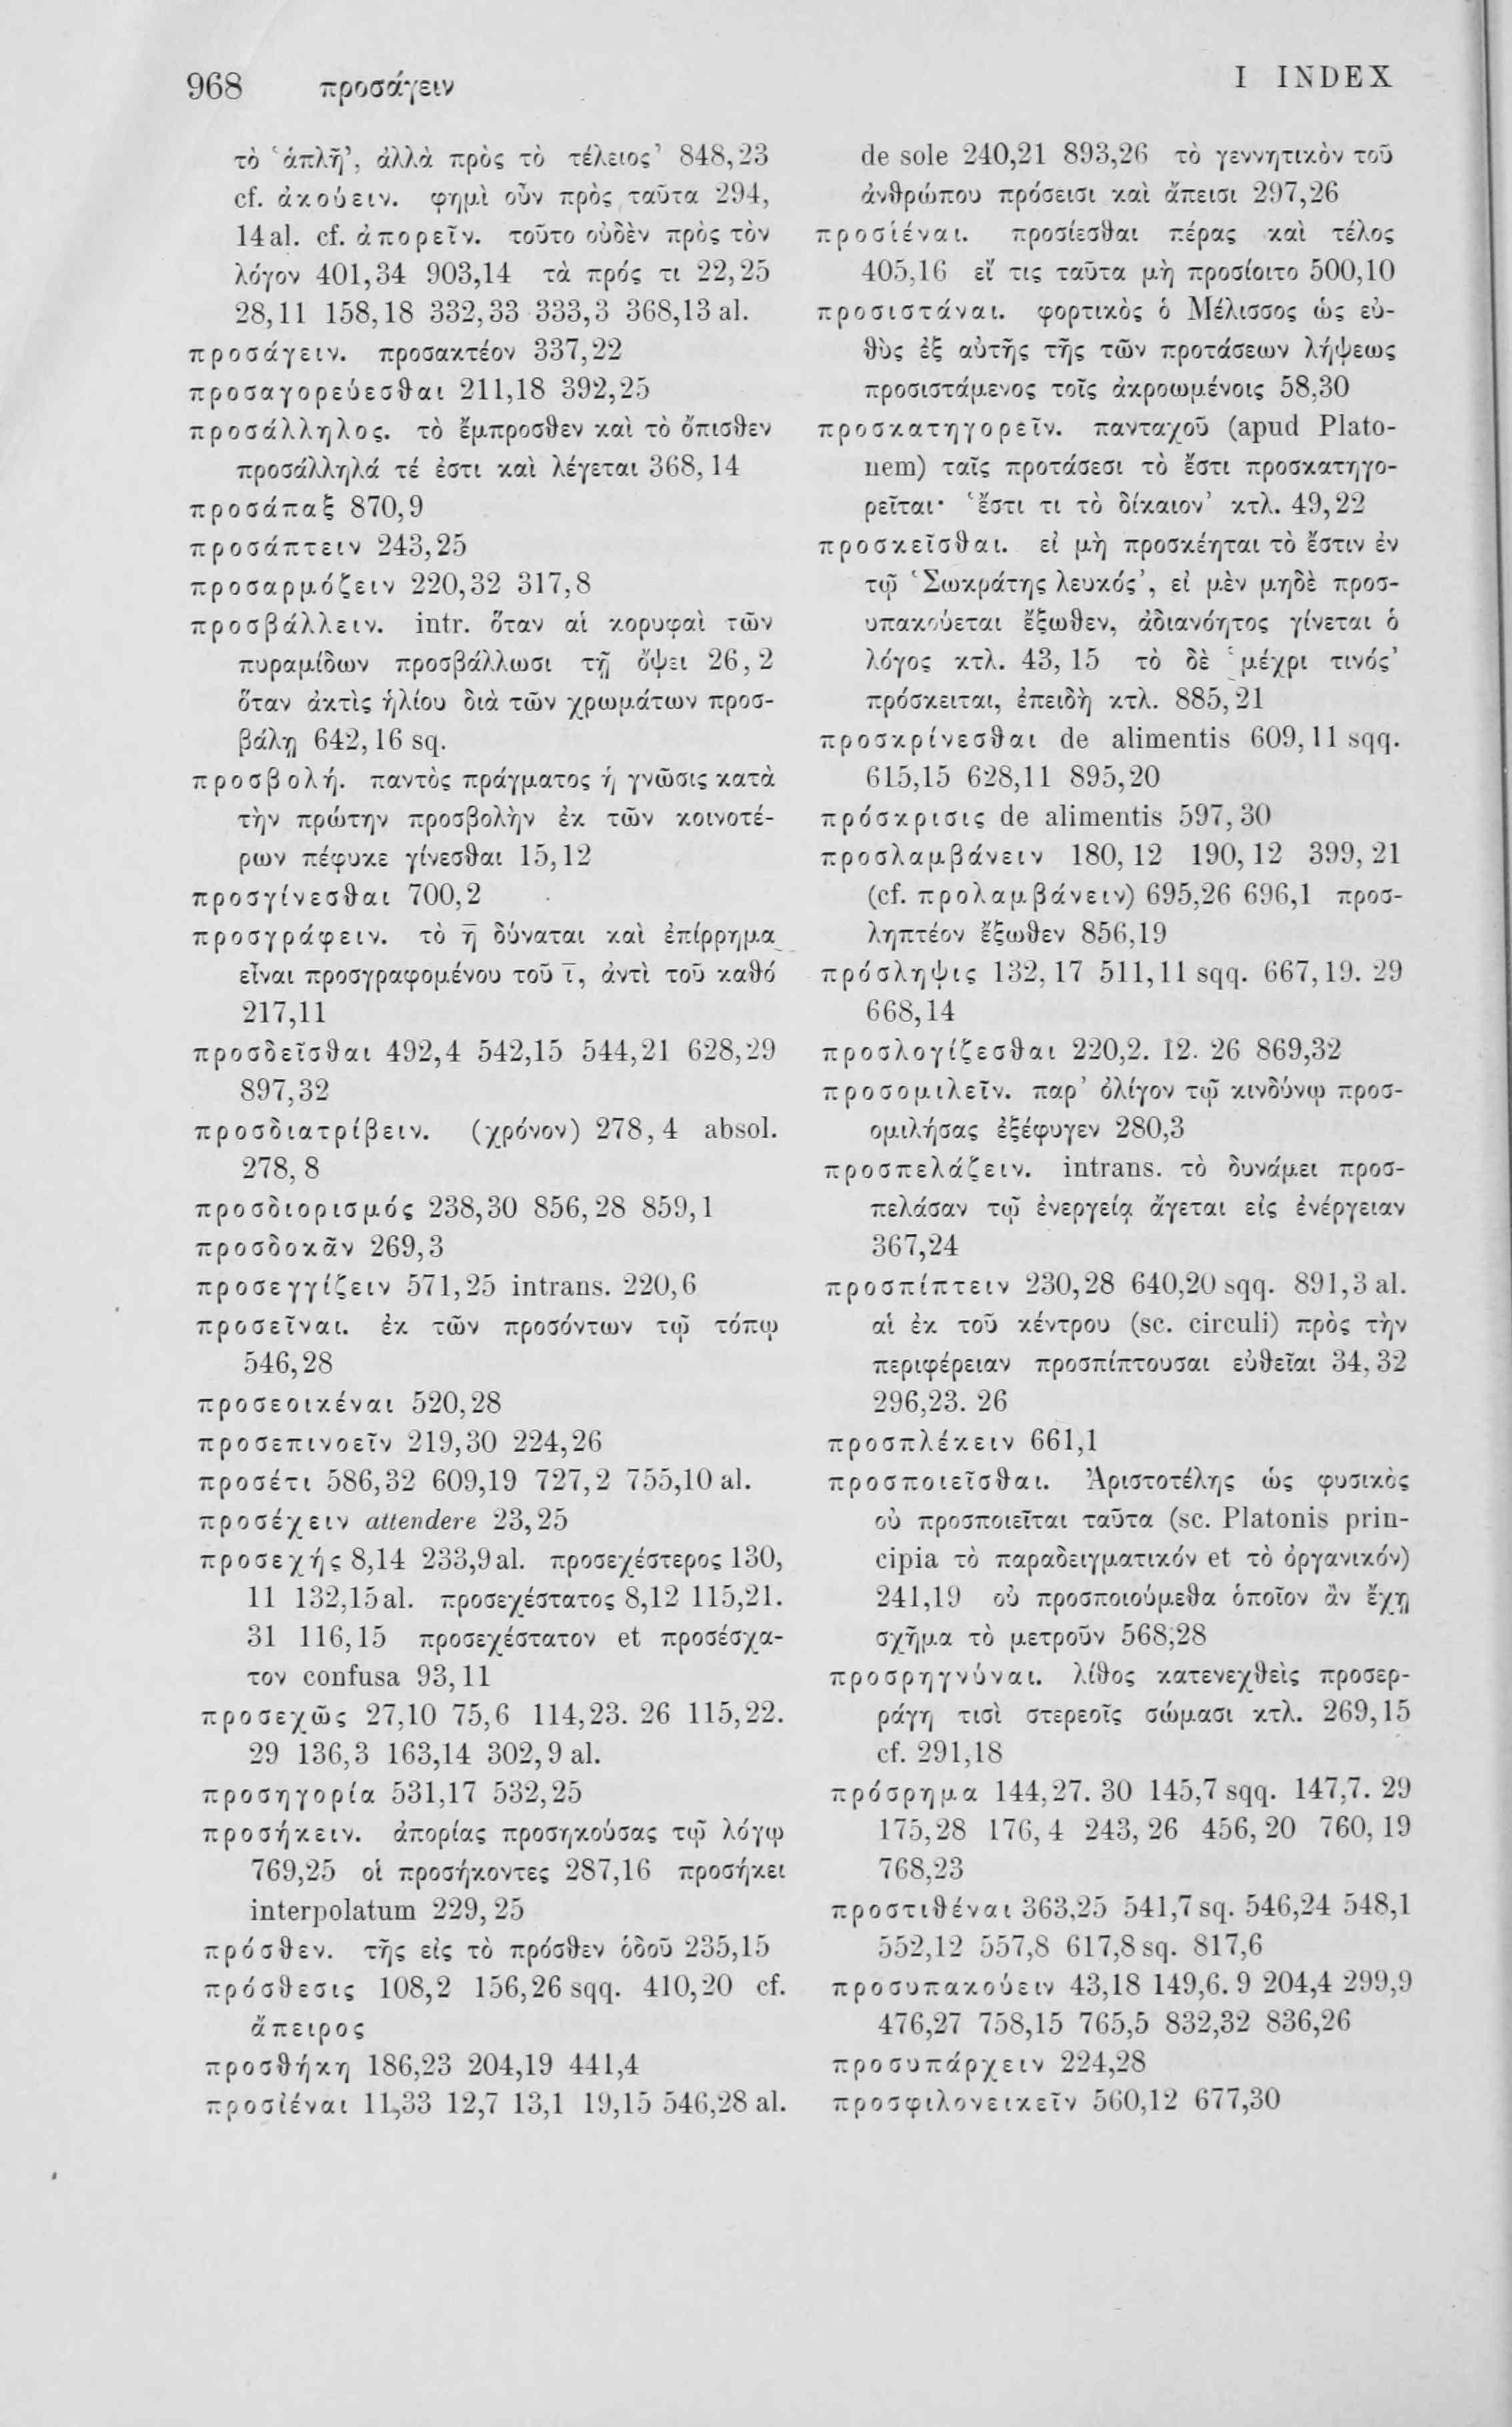 968 προσάγειν
I INDEX
τὸ ‘ἁπλῆ’, ἀλλὰ πρὸς τὸ τέλειος’ 848,23
cf. ἀκούειν. φημὶ οὖν πρὸς ταῦτα 294,
14 al. cf. ἀπορεῖν. τοῦτο οὐδὲν πρὸς τὸν
λόγον 401,34 903,14 τὰ πρός τι 22,25
28,11 158,18 332,33 333,3 368,13 al.
προσάγειν. προσακτέον 337,22
προσαγορεύεσθαι 211,18 392,25
προσάλληλος. τὸ ἔμπροσθεν καὶ τὸ ὄπισθεν
προσάλληλά τέ ἐστι καὶ λέγεται 368,14
προσάπαξ 870,9
προσάπτειν 243,25
προσαρμόζειν 220,32 317,8
προσβάλλειν. intr. ὅταν αἱ κορυφαὶ τῶν
πυραμίδων προσβάλλωσι τῇ ὄψει 26,2
ὅταν ἀκτὶς ἡλίου διὰ τῶν χρωμάτων προσ-
βάλῃ 642,16 sq.
προσβολή. παντὸς πράγματος ἡ γνῶσις κατὰ
τὴν πρώτην προσβολὴν ἐκ τῶν κοινοτέ-
ρων πέφυκε γίνεσθαι 15,12
προσγίνεσθαι 700,2
προσγράφειν. τὸ η̄ δύναται καὶ ἐπίρρημα
εἶναι προσγραφομένου τοῦ ῑ, ἀντὶ τοῦ καθό
217,11
προσδεῖσθαι 492,4 542,15 544,21 628,29
897,32
προσδιατρίβειν. (χρόνον) 278,4 absol.
278,8
προσδιορισμός 238,30 856,28 859,1
προσδοκᾶν 269,3
προσεγγίζειν 571,25 intrans. 220,6
προσεῖναι. ἐκ τῶν προσόντων τῷ τόπῳ
546,28
προσεοικέναι 520,28
προσεπινοεῖν 219,30 224,26
προσέτι 586,32 609,19 727,2 755,10 al.
προσέχειν attendere 23,25
προσεχής 8,14 233,9 al. προσεχέστερος 130,
11 132,15 al. προσεχέστατος 8,12 115,21.
31 116,15 προσεχέστατον et προσέσχα-
τον confusa 93,11
προσεχῶς 27,10 75,6 114,23. 26 115,22.
29 136,3 163,14 302,9 al.
προσηγορία 531,17 532,25
προσήκειν. ἀπορίας προσηκούσας τῷ λόγῳ
769,25 οἱ προσήκοντες 287,16 προσήκει
interpolatum 229,25
πρόσθεν. τῆς εἰς τὸ πρόσθεν ὁδοῦ 235,15
πρόσθεσις 108,2 156,26 sqq. 410,20 cf.
ἄπειρος
προσθήκη 186,23 204,19 441,4
προσιέναι 11,33 12,7 13,1 19,15 546,28 al.
de sole 240,21 893,26 τὸ γεννητικὸν τοῦ
ἀνθρώπου πρόσεισι καὶ ἄπεισι 297,26
προσίέναι. προσίεσθαι πέρας καὶ τέλος
405,16 εἴ τις ταῦτα μὴ προσίοιτο 500,10
προσιστάναι. φορτικὸς ὁ Μέλισσος ὡς εὐ-
θὺς ἐξ αὐτῆς τῆς τῶν προτάσεων λήψεως
προσιστάμενος τοῖς ἀκροωμένοις 58,30
προσκατηγορεῖν. πανταχοῦ (apud Plato-
nem) ταῖς προτάσεσι τὸ ἔστι προσκατηγο-
ρεῖται· ‘ἔστι τι τὸ δίκαιον’ κτλ. 49,22
προσκεῖσθαι. εἰ μὴ προσκέηται τὸ ἔστιν ἐν
τῷ ‘Σωκράτης λευκός’, εἰ μὲν μηδὲ προσ-
υπακούεται ἔξωθεν, ἀδιανόητος γίνεται ὁ
λόγος κτλ. 43,15 τὸ δὲ ‘μέχρι τινός’
πρόσκειται, ἐπειδὴ κτλ. 885,21
προσκρίνεσθαι de alimentis 609,11 sqq.
615,15 628,11 895,20
πρόσκρισις de alimentis 597,30
προσλαμβάνειν 180,12 190,12 399,21
(cf. προλαμβάνειν) 695,26 696,1 προσ-
ληπτέον ἔξωθεν 856,19
πρόσληψις 132,17 511,11 sqq. 667,19. 29
668,14
προσλογίζεσθαι 220,2. 12. 26 869,32
προσομιλεῖν. παρ’ ὀλίγον τῷ κινδύνῳ προσ-
ομιλήσας ἐξέφυγεν 280,3
προσπελάζειν. intrans. τὸ δυνάμει προσ-
πελάσαν τῷ ἐνεργείᾳ ἄγεται εἰς ἐνέργειαν
367,24
προσπίπτειν 230,28 640,20 sqq. 891,3 al.
αἱ ἐκ τοῦ κέντρου (sc. circuli) πρὸς τὴν
περιφέρειαν προσπίπτουσαι εὐθεῖαι 34,32
296,23. 26
προσπλέκειν 661,1
προσποιεῖσθαι. Ἀριστοτέλης ὡς φυσικὸς
οὐ προσποιεῖται ταῦτα (sc. Platonis prin-
cipia τὸ παραδειγματικόν et τὸ ὀργανικόν)
241,19 οὐ προσποιούμεθα ὁποῖον ἂν ἔχῃ
σχῆμα τὸ μετροῦν 568,28
προσρηγνύναι. λίθος κατενεχθεὶς προσερ-
ράγη τισὶ στερεοῖς σώμασι κτλ. 269,15
cf. 291,18
πρόσρημα 144,27. 30 145,7 sqq. 147,7. 29
175,28 176,4 243,26 456,20 760,19
768,23
προστιθέναι 363,25 541,7 sq. 546,24 548,1
552,12 557,8 617,8 sq. 817,6
προσυπακούειν 43,18 149,6. 9 204,4 299,9
476,27 758,15 765,5 832,32 836,26
προσυπάρχειν 224,28
προσφιλονεικεῖν 560,12 677,30